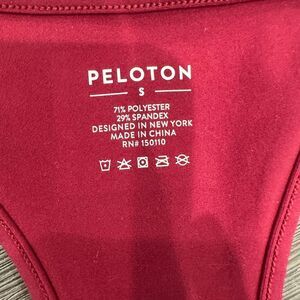 PELOTON
S
71% POLYESTER
29% SPANDEX
DESIGNED IN NEW YORK
MADE IN CHINA
RN# 150110